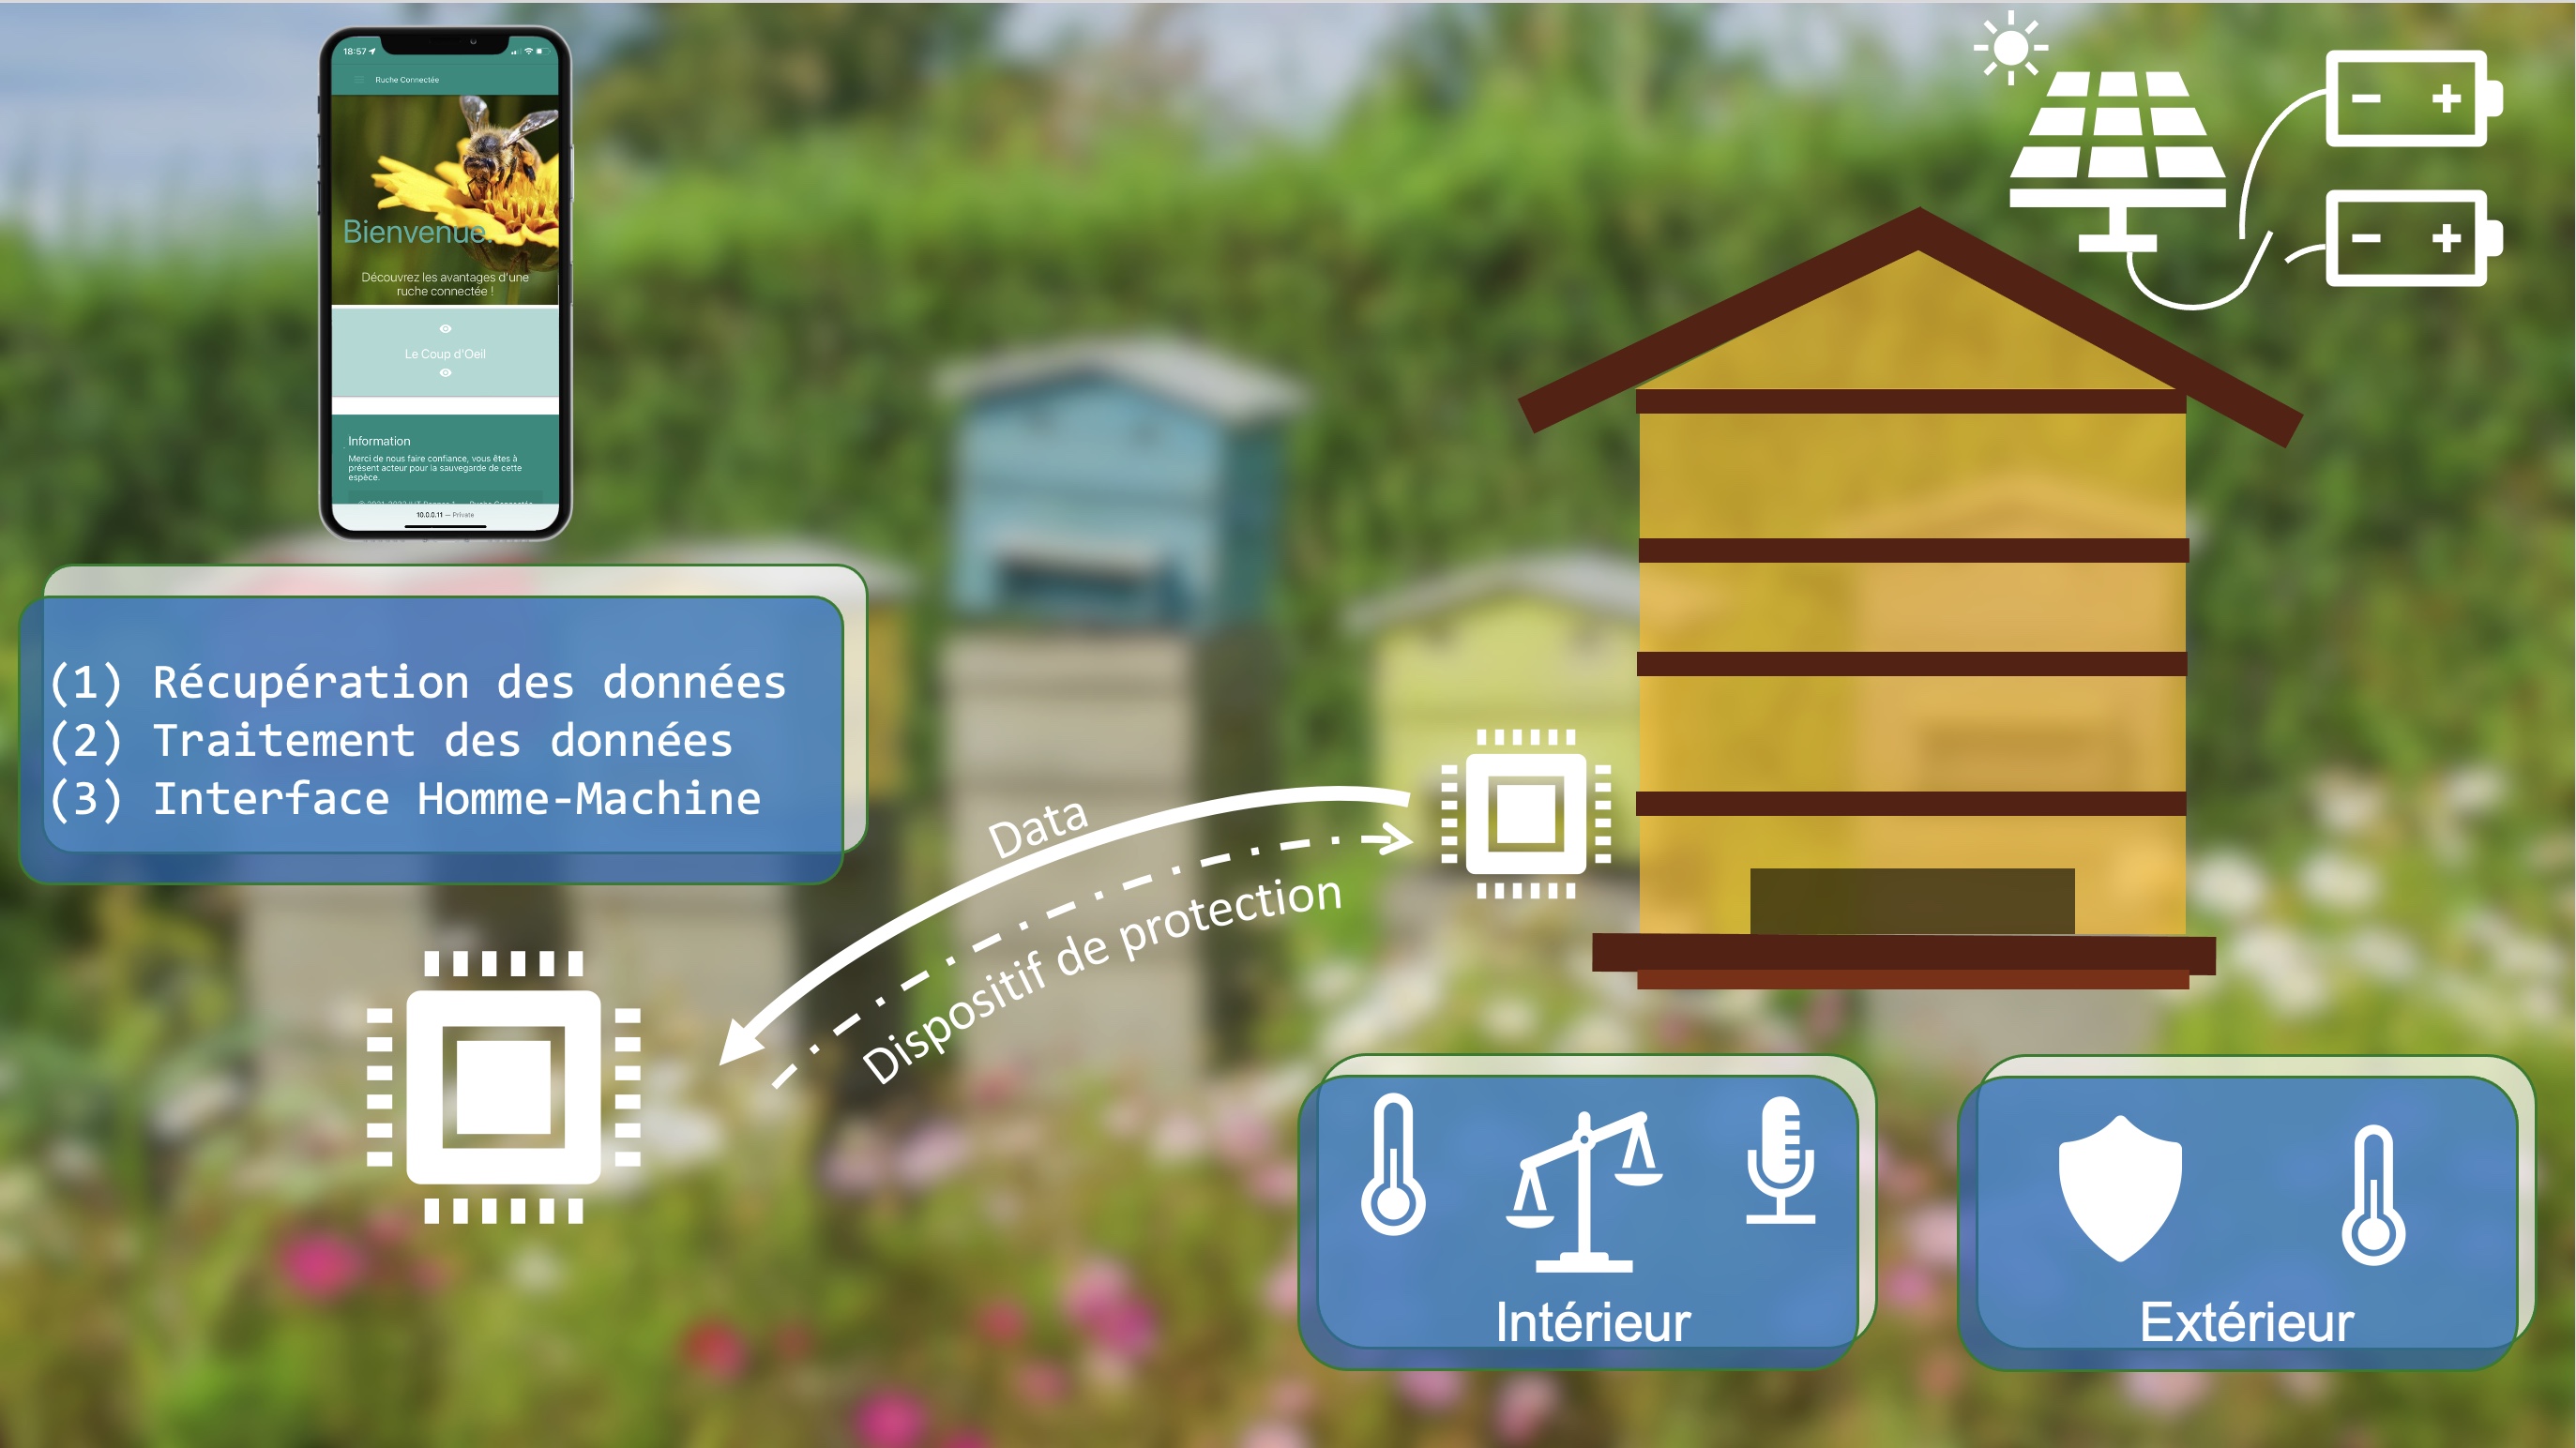 18:57
Ruche Connectée
Bienvenue.
Découvrez les avantages d'une
ruche connectée !
Le Coup d'Oeil
Information
Merci de nous faire confiance, vous êtes à
présent acteur pour la sauvegarde de cette
espèce.
10.0.0.11 — Private
(1) Récupération des données
(2) Traitement des données
(3) Interface Homme-Machine
Data
Dispositif de protection
Intérieur
Extérieur